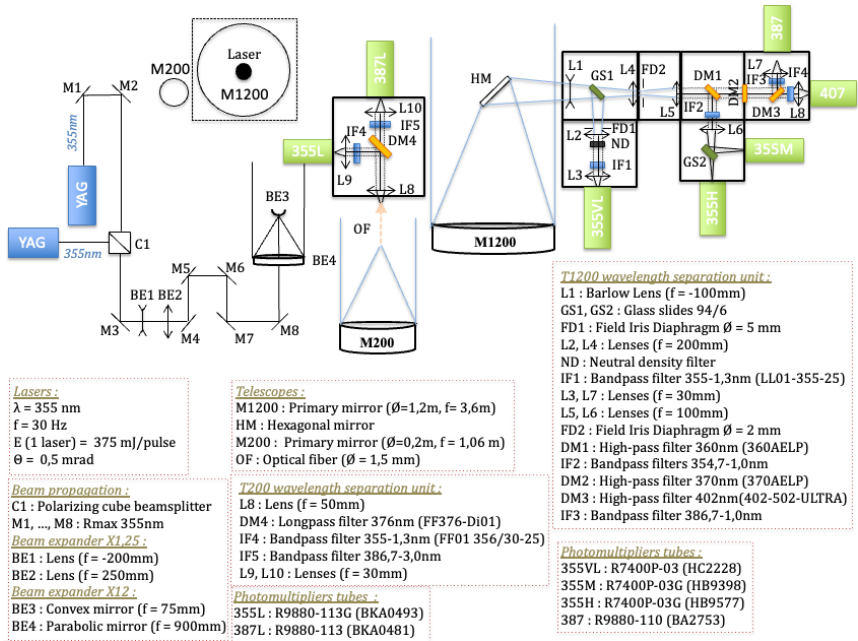 M1
M2
355nm
YAG
YAG
355nm
C1
M200
Laser
M1200
M3
BE1
BE2
M4
M5
M6
M7
M8
BE3
BE4
387L
L10
IF5
IF4
DM4
355L
L9
L8
OF
M200
HM
M1200
L1
GS1
L4
FD2
L5
DM1
DM2
IF2
L7
IF3
IF4
L8
DM3
387
407
L2
FD1
ND
IF1
L3
355VL
L6
GS2
355M
355H
Lasers :
λ = 355 nm
f = 30 Hz
E (1 laser) = 375 mJ/pulse
Θ = 0,5 mrad
Beam propagation :
C1 : Polarizing cube beamsplitter
M1, ..., M8 : Rmax 355nm
Beam expander X1,25
BE1 : Lens (f = -200mm)
BE2 : Lens (f = 250mm)
Beam expander X12
BE3 : Convex mirror (f = 75mm)
BE4 : Parabolic mirror (f = 900mm)
Telescopes :
M1200 : Primary mirror (Ø=1,2m, f= 3,6m)
HM : Hexagonal mirror
M200 : Primary mirror (Ø=0,2m, f = 1,06 m)
OF : Optical fiber (Ø = 1,5 mm)
T200 wavelength separation unit :
L8 : Lens (f = 50mm)
DM4 : Longpass filter 376nm (FF376-Di01)
IF4 : Bandpass filter 355-1,3nm (FF01 356/30-25)
IF5 : Bandpass filter 386,7-3,0nm
L9, L10 : Lenses (f = 30mm)
Photomultipliers tubes :
355L : R9880-113G (BKA0493)
387L : R9880-113 (BKA0481)
T1200 wavelength separation unit :
L1 : Barlow Lens (f = -100mm)
GS1, GS2 : Glass slides 94/6
FD1 : Field Iris Diaphragm Ø = 5 mm
L2, L4 : Lenses (f = 200mm)
ND : Neutral density filter
IF1 : Bandpass filter 355-1,3nm (LL01-355-25)
L3, L7 : Lenses (f = 30mm)
L5, L6 : Lenses (f = 100mm)
FD2 : Field Iris Diaphragm Ø = 2 mm
DM1 : High-pass filter 360nm (360AELP)
IF2 : Bandpass filters 354,7-1,0nm
DM2 : High-pass filter 370nm (370AELP)
DM3 : High-pass filter 402nm(402-502-ULTRA)
IF3 : Bandpass filter 386,7-1,0nm
Photomultipliers tubes :
355VL : R7400P-03 (HC2228)
355M : R7400P-03G (HB9398)
355H : R7400P-03G (HB9577)
387 : R9880-110 (BA2753)